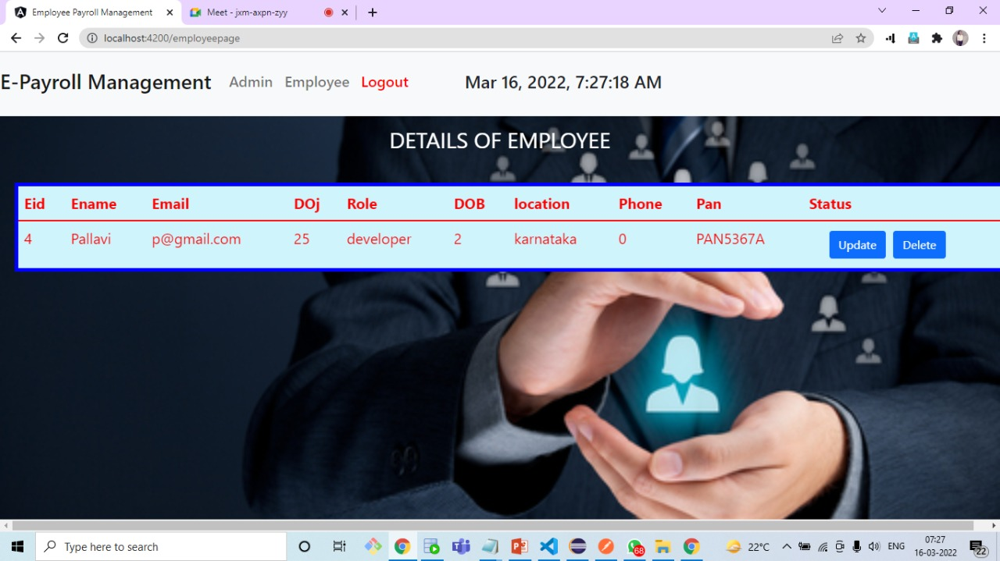 Employee Payroll Management
Meet - jxm-axpn-zyy
localhost:4200/employeepage
E-Payroll Management Admin Employee Logout Mar 16, 2022, 7:27:18 AM
DETAILS OF EMPLOYEE
Eid Ename Email DOj Role DOB location Phone Pan Status
4 Pallavi p@gmail.com 25 developer 2 karnataka 0 PAN5367A Update Delete
Type here to search
68
22°C
ENG
07:27
16-03-2022
22